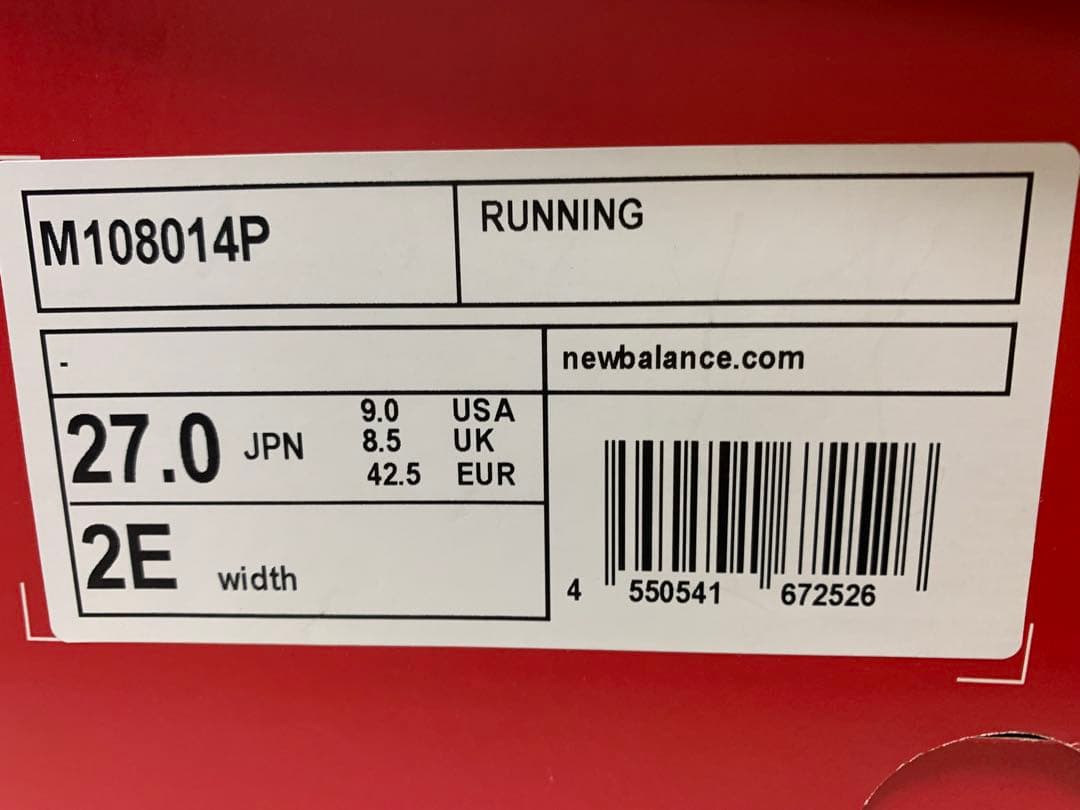 M108014P
RUNNING
-
newbalance.com
27.0 JPN
9.0 USA
8.5 UK
42.5 EUR
2E width
4 550541 672526